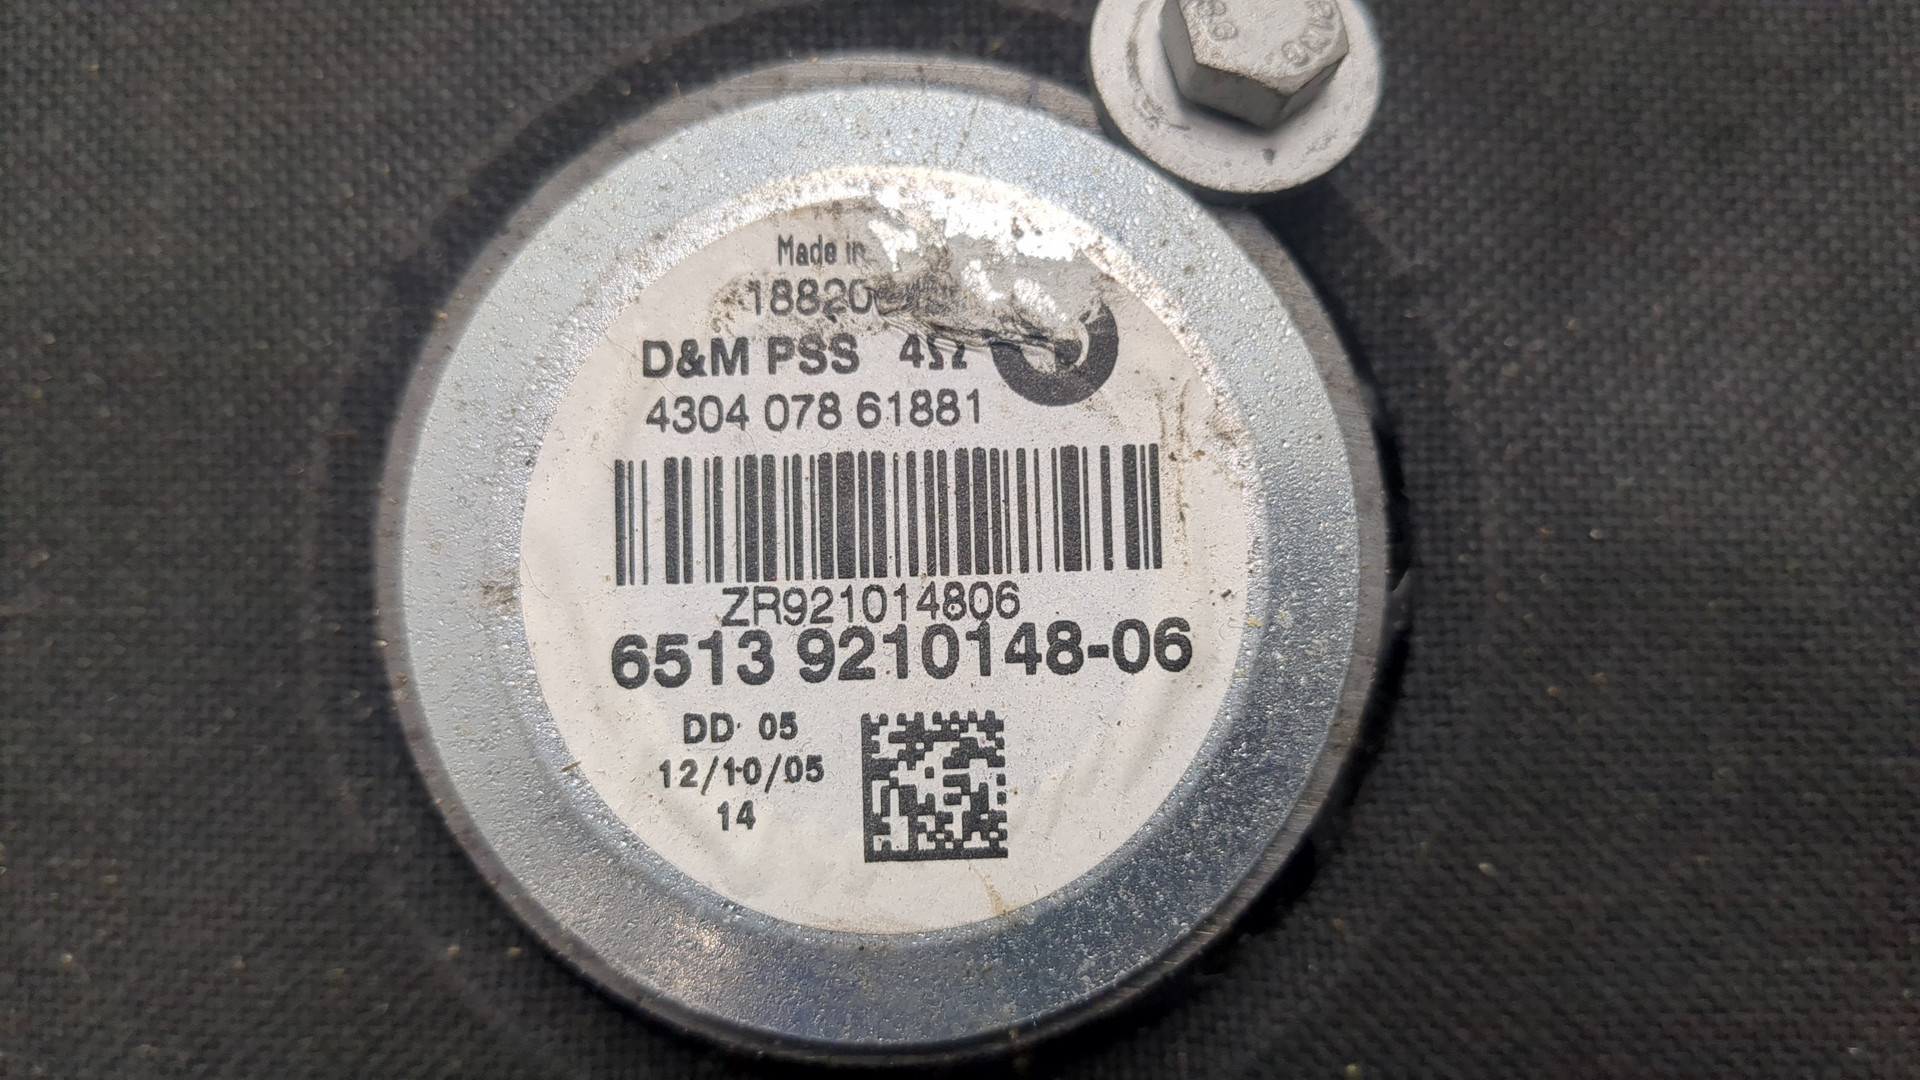 Made in
18820
D&M PSS 4Ω
4304 078 61881
ZR921014806
6513 9210148-06
DD 05
12/10/05
14